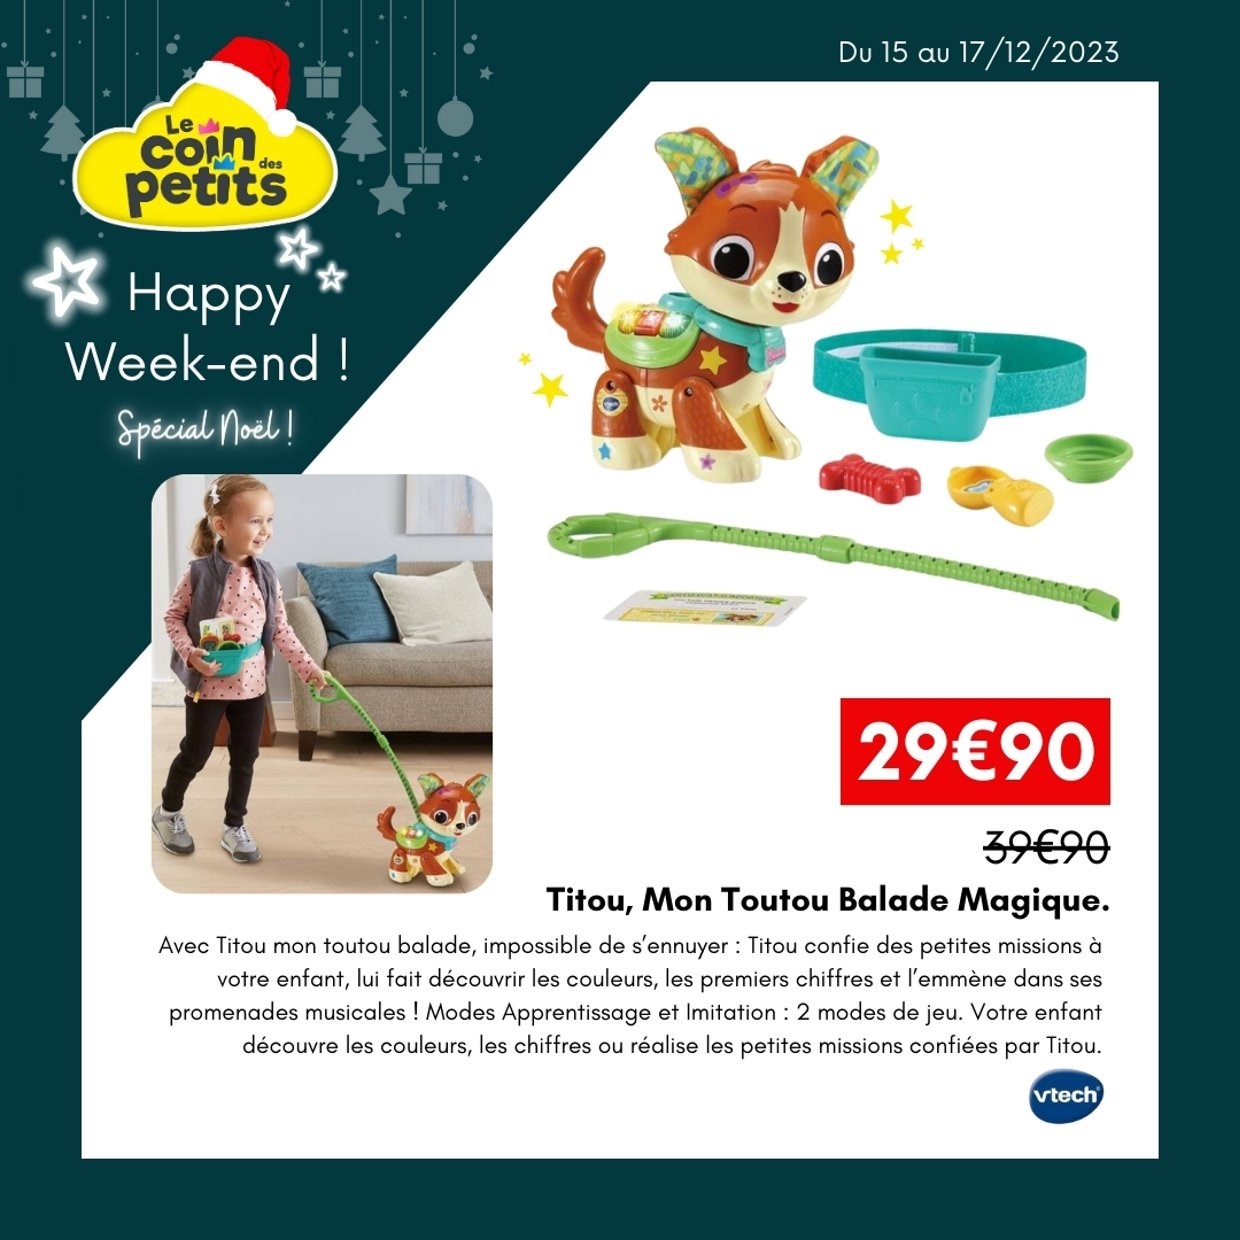 Du 15 au 17/12/2023
Le
coin
des
petits
Happy
Week-end !
Spécial Noël !
29€90
39€90
Titou, Mon Toutou Balade Magique.
Avec Titou mon toutou balade, impossible de s'ennuyer : Titou confie des petites missions à
votre enfant, lui fait découvrir les couleurs, les premiers chiffres et l'emmène dans ses
promenades musicales ! Modes Apprentissage et Imitation : 2 modes de jeu. Votre enfant
découvre les couleurs, les chiffres ou réalise les petites missions confiées par Titou.
vtech